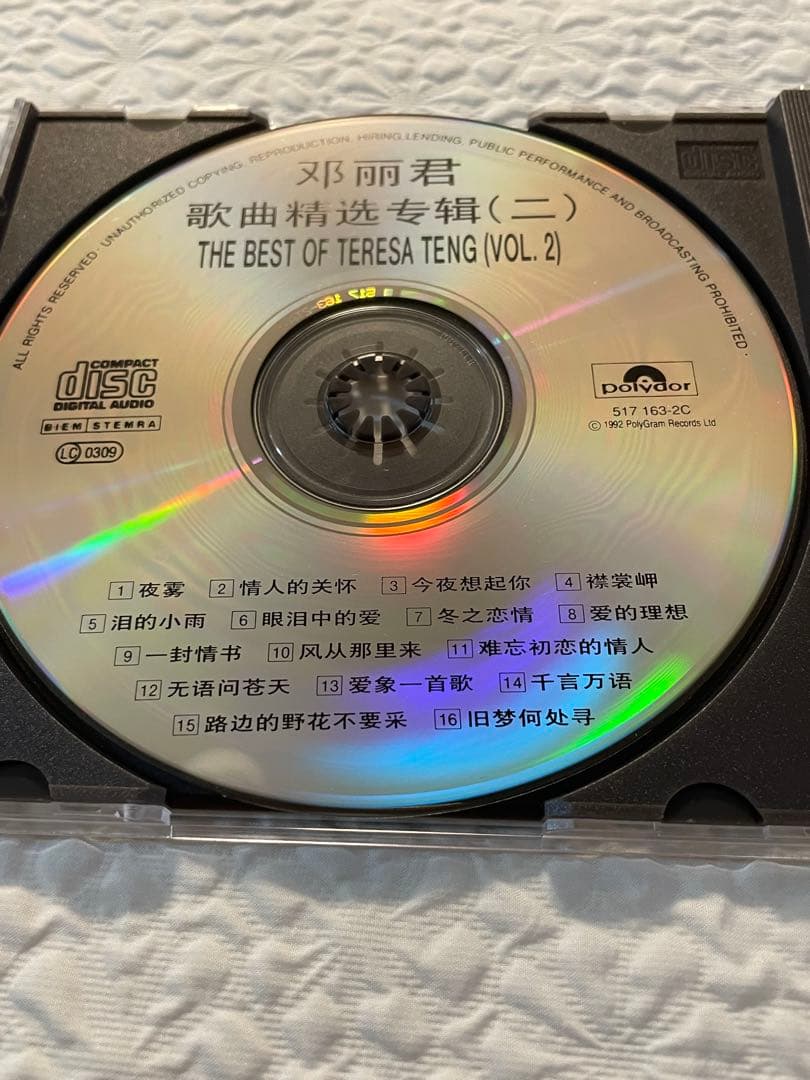 ALL RIGHTS RESERVED · UNAUTHORIZED COPYING, REPRODUCTION, HIRING, LENDING, PUBLIC PERFORMANCE AND BROADCASTING PROHIBITED ·
disc
邓丽君
歌曲精选专辑(二)
THE BEST OF TERESA TENG (VOL. 2)
517 163-2
COMPACT
disc
DIGITAL AUDIO
BIEM STEMRA
LC 0309
polydor
517 163-2C
© 1992 PolyGram Records Ltd
1 夜雾 2 情人的关怀 3 今夜想起你 4 襟裳岬
5 泪的小雨 6 眼泪中的爱 7 冬之恋情 8 爱的理想
9 一封情书 10 风从那里来 11 难忘初恋的情人
12 无语问苍天 13 爱象一首歌 14 千言万语
15 路边的野花不要采 16 旧梦何处寻